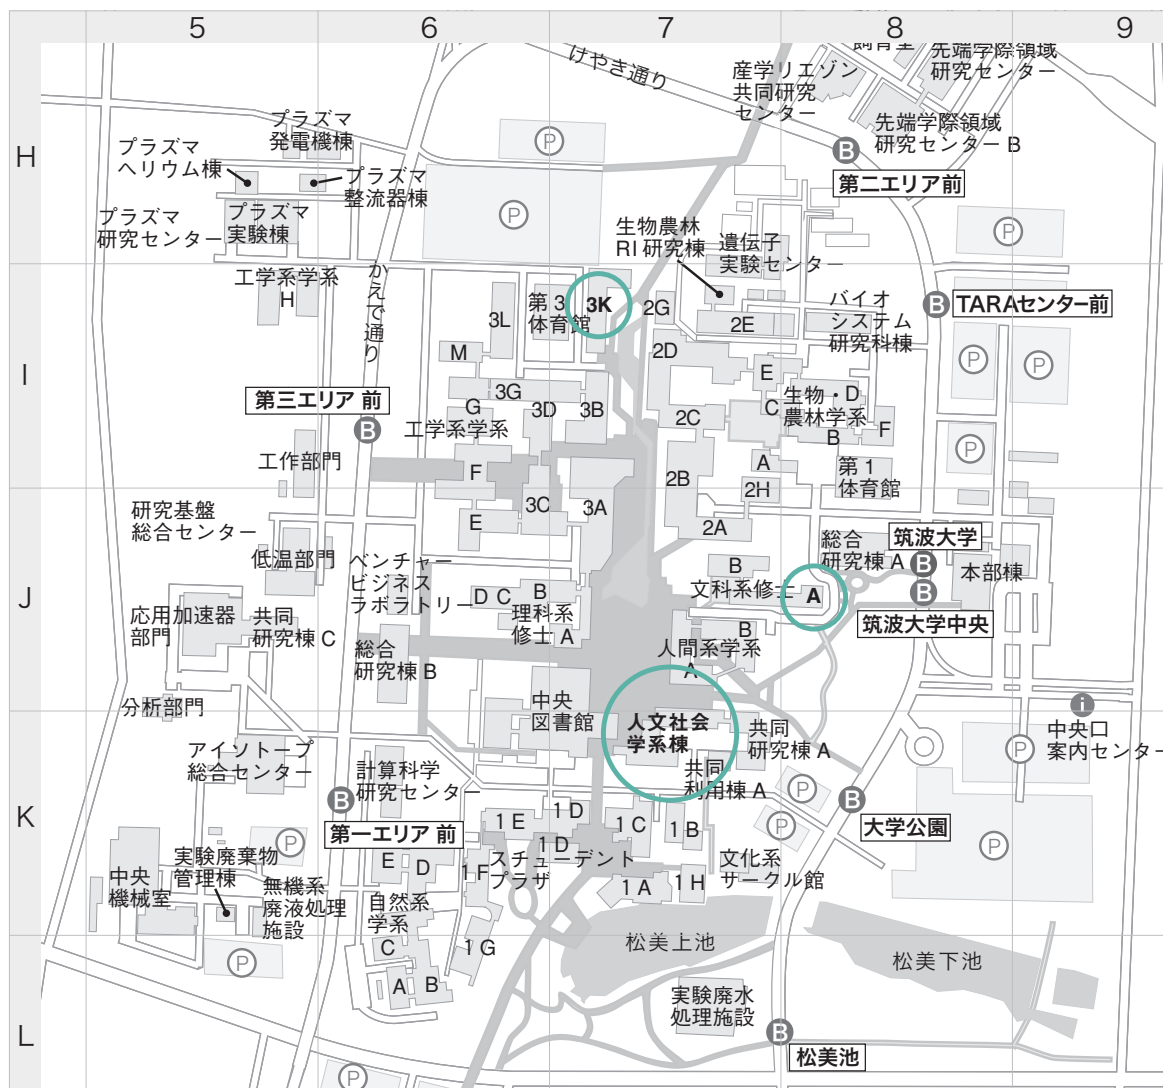 5
6
7
8
9
H
I
J
K
L
けやき通り
産学リエゾン
共同研究
センター
先端学際領域
研究センター
先端学際領域
研究センター B
B
第二エリア前
プラズマ
発電機棟
プラズマ
ヘリウム棟
プラズマ
整流器棟
プラズマ
研究センター
プラズマ
実験棟
P
P
P
生物農林
RI 研究棟
遺伝子
実験センター
工学系学系
H
かえで通り
3L
第 3
体育館
3K
2G
2E
バイオ
システム
研究科棟
B
TARAセンター前
M
2D
E
P
P
3G
G
3D
3B
2C
C
生物・D
農林学系
B
F
第三エリア 前
B
工学系学系
工作部門
F
2B
A
2H
第 1
体育館
P
研究基盤
総合センター
3C
3A
E
2A
低温部門
ベンチャー
ビジネス
ラボラトリー
総合
研究棟 A
筑波大学
B
B
本部棟
筑波大学中央
B
文科系修士
A
D C
B
理科系
修士 A
応用加速器
部門
共同
研究棟 C
総合
研究棟 B
B
人間系学系
A
分析部門
中央
図書館
人文社会
学系棟
共同
研究棟 A
i
中央口
案内センター
P
アイソトープ
総合センター
計算科学
研究センター
共同
利用棟 A
P
B
第一エリア 前
1 E
1 D
1 D
1 C
1 B
P
B
大学公園
P
P
実験廃棄物
管理棟
中央
機械室
無機系
廃液処理
施設
E
D
1 F
スチューデント
プラザ
1 A
1 H
文化系
サークル館
自然系
学系
C
A
B
1 G
P
松美上池
松美下池
実験廃水
処理施設
B
松美池
P